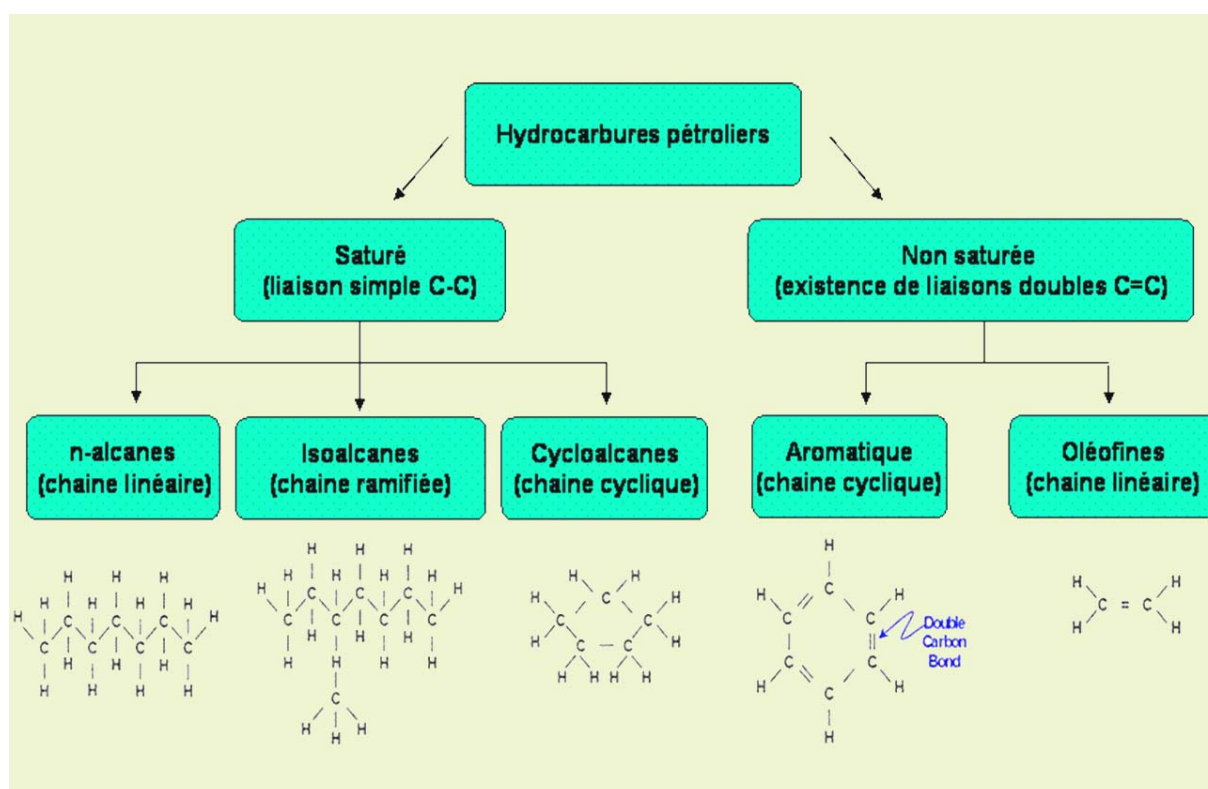 Hydrocarbures pétroliers
Saturé
(liaison simple C-C)
Non saturée
(existence de liaisons doubles C=C)
n-alcanes
(chaine linéaire)
Isoalcanes
(chaine ramifiée)
Cycloalcanes
(chaine cyclique)
Aromatique
(chaine cyclique)
Oléofines
(chaine linéaire)
H H H
H H H H H
C C C
C C C C
H H H
H H
H H H
H H H H H
C C C
C C C C
H H H
H H H
C
H H
H
H H
C
H C C H
H H
C — C
H H H H
H
C
H C C H
Double
Carbon
Bond
H C C H
C
H
H H
C = C
H H